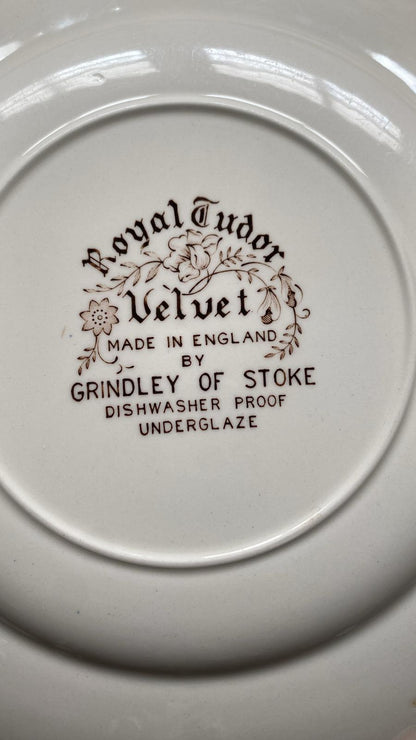 Royal Tudor
Velvet
MADE IN ENGLAND
BY
GRINDLEY OF STOKE
DISHWASHER PROOF
UNDERGLAZE